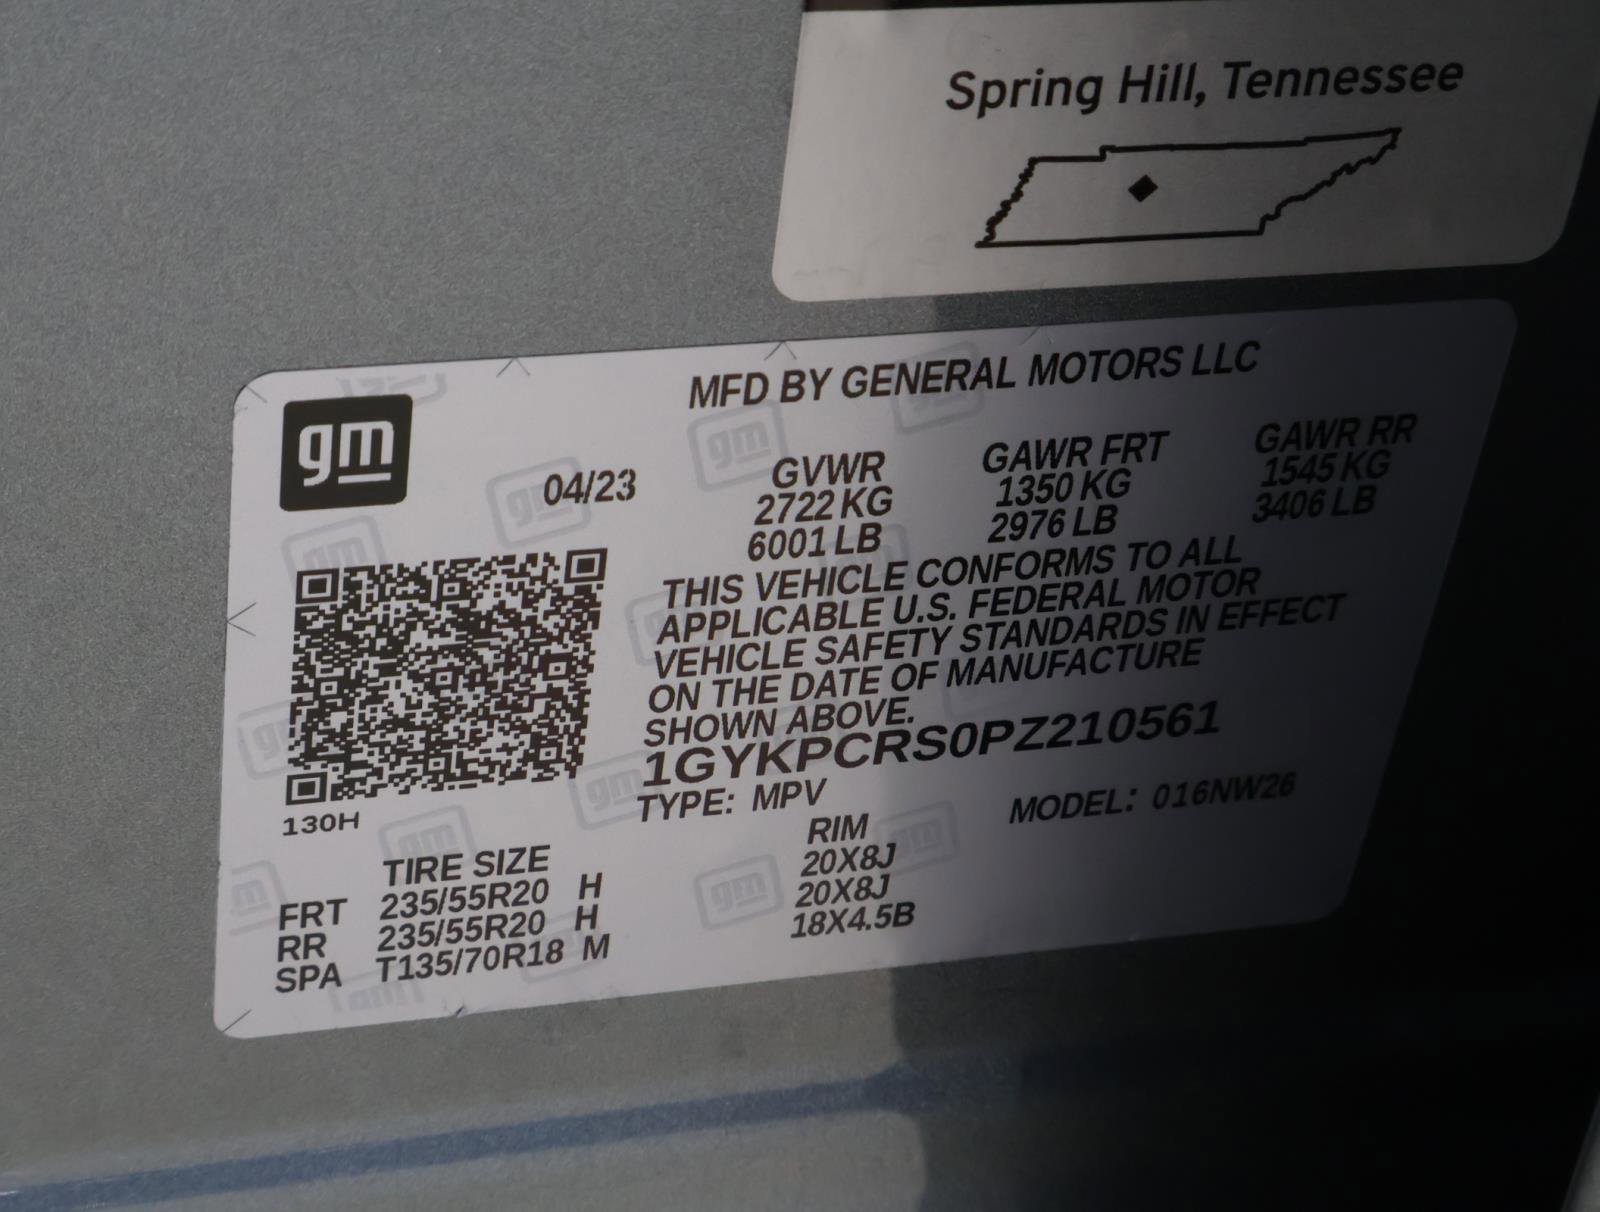 Spring Hill, Tennessee
gm
MFD BY GENERAL MOTORS LLC
04/23
GVWR GAWR FRT GAWR RR
2722 KG 1350 KG 1545 KG
6001 LB 2976 LB 3406 LB
THIS VEHICLE CONFORMS TO ALL
APPLICABLE U.S. FEDERAL MOTOR
VEHICLE SAFETY STANDARDS IN EFFECT
ON THE DATE OF MANUFACTURE
SHOWN ABOVE.
1GYKPCRS0PZ210561
TYPE: MPV MODEL: 016NW26
130H
TIRE SIZE RIM
FRT 235/55R20 H 20X8J
RR 235/55R20 H 20X8J
SPA T135/70R18 M 18X4.5B